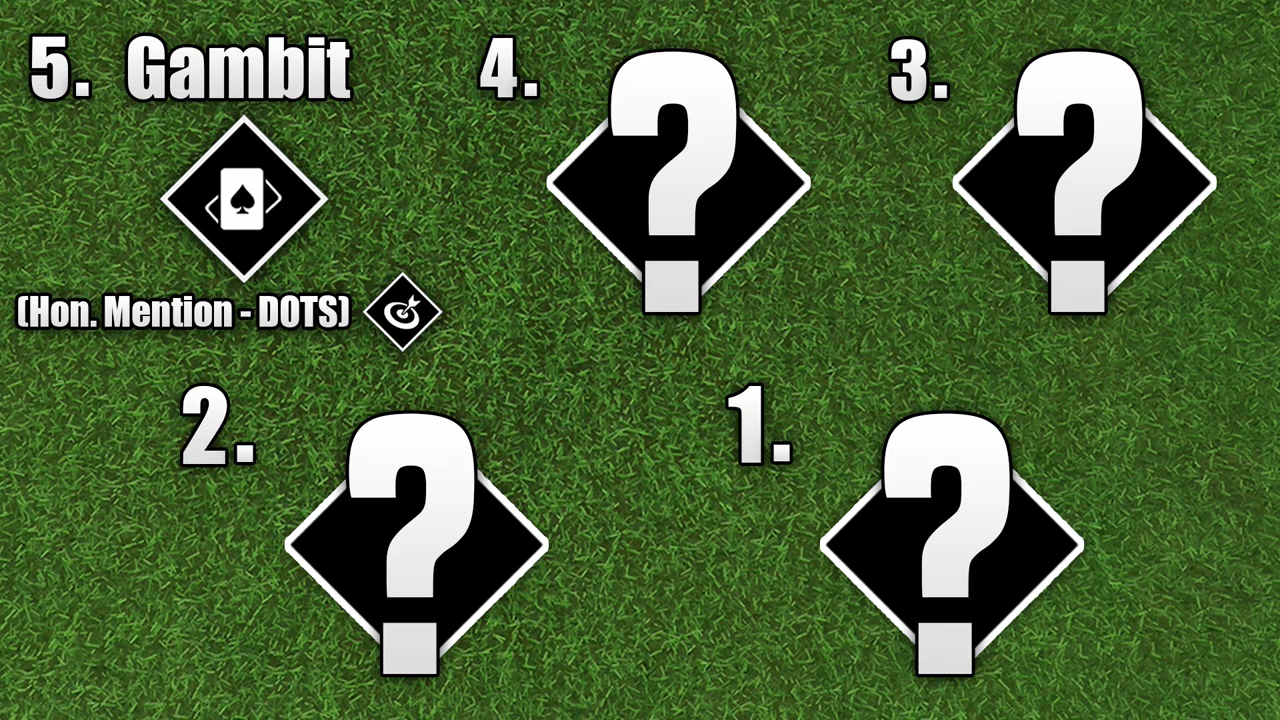 5. Gambit
4. ?
3. ?
(Hon. Mention - DOTS)
2. ?
1. ?